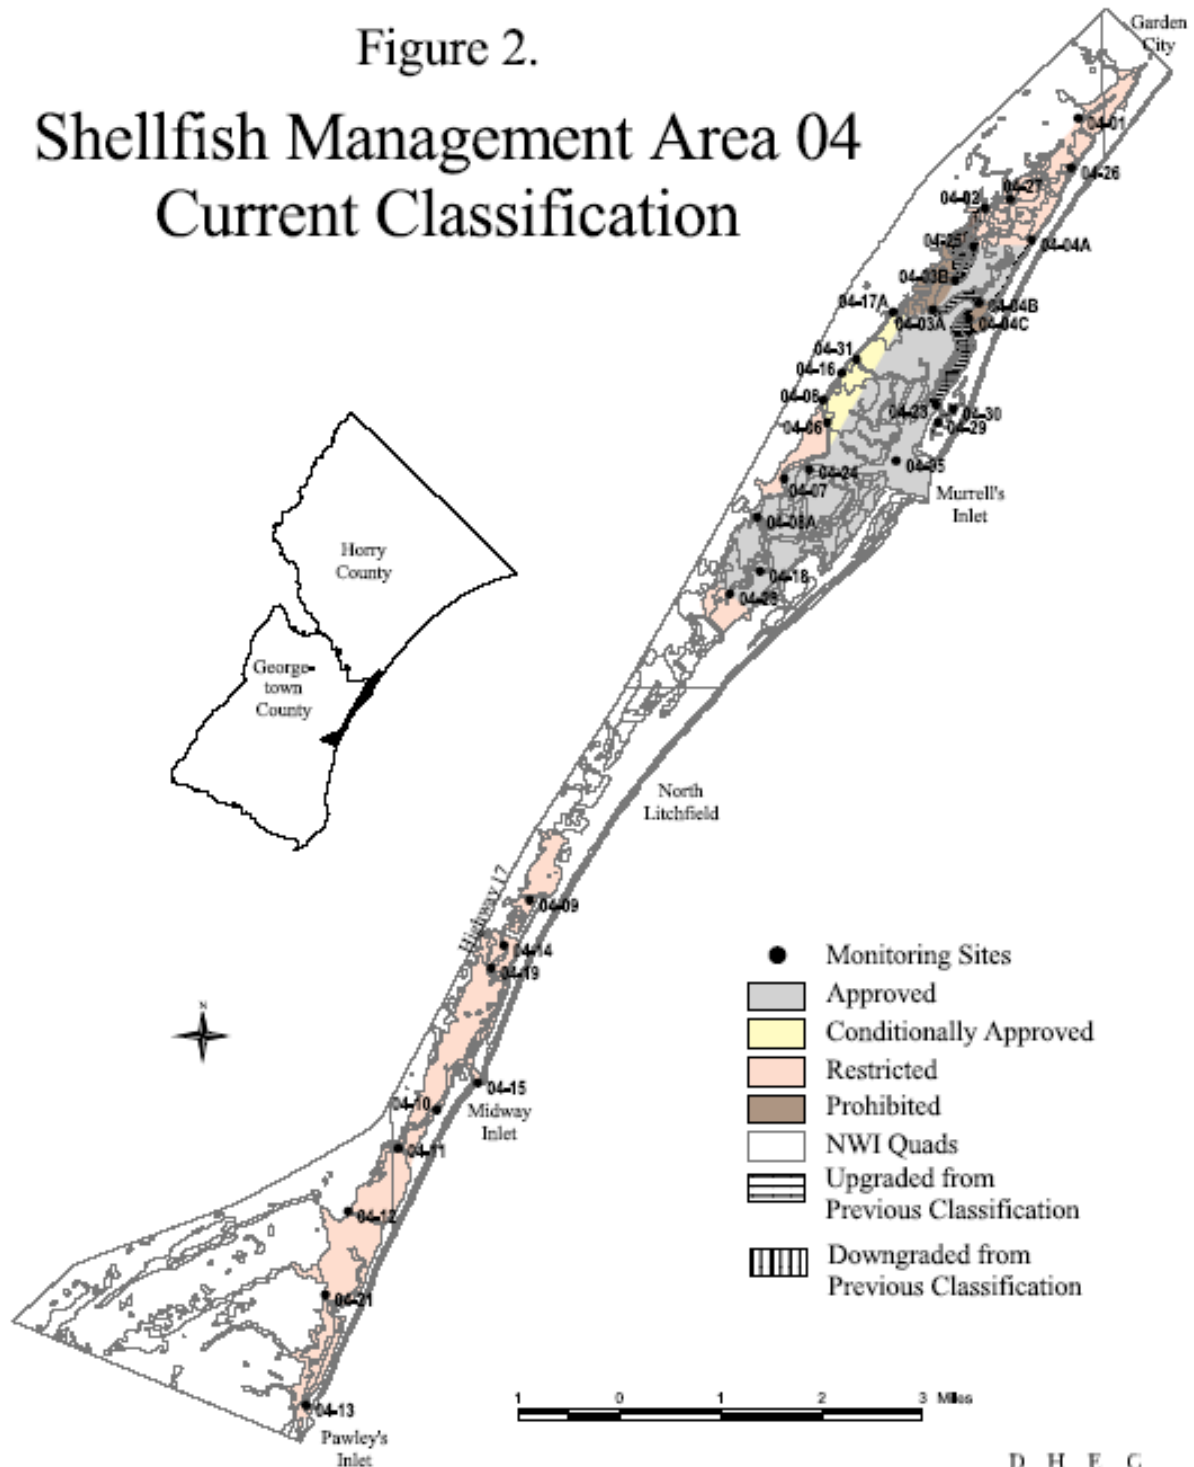 Figure 2.
Shellfish Management Area 04
Current Classification
Garden
City
04-01
04-26
04-27
04-02
04-25
04-04A
04-03B
04-17A
04-04B
04-03A
04-04C
04-31
04-16
04-08
04-23
04-30
04-06
04-29
04-05
04-24
04-07
Murrell's
Inlet
04-08A
04-18
04-28
Horry
County
George-
town
County
North
Litchfield
Highway 17
04-09
04-14
04-19
N
04-15
04-10
Midway
Inlet
04-11
04-12
04-21
04-13
Pawley's
Inlet
Monitoring Sites
Approved
Conditionally Approved
Restricted
Prohibited
NWI Quads
Upgraded from
Previous Classification
Downgraded from
Previous Classification
1 0 1 2 3 Miles
D H E C